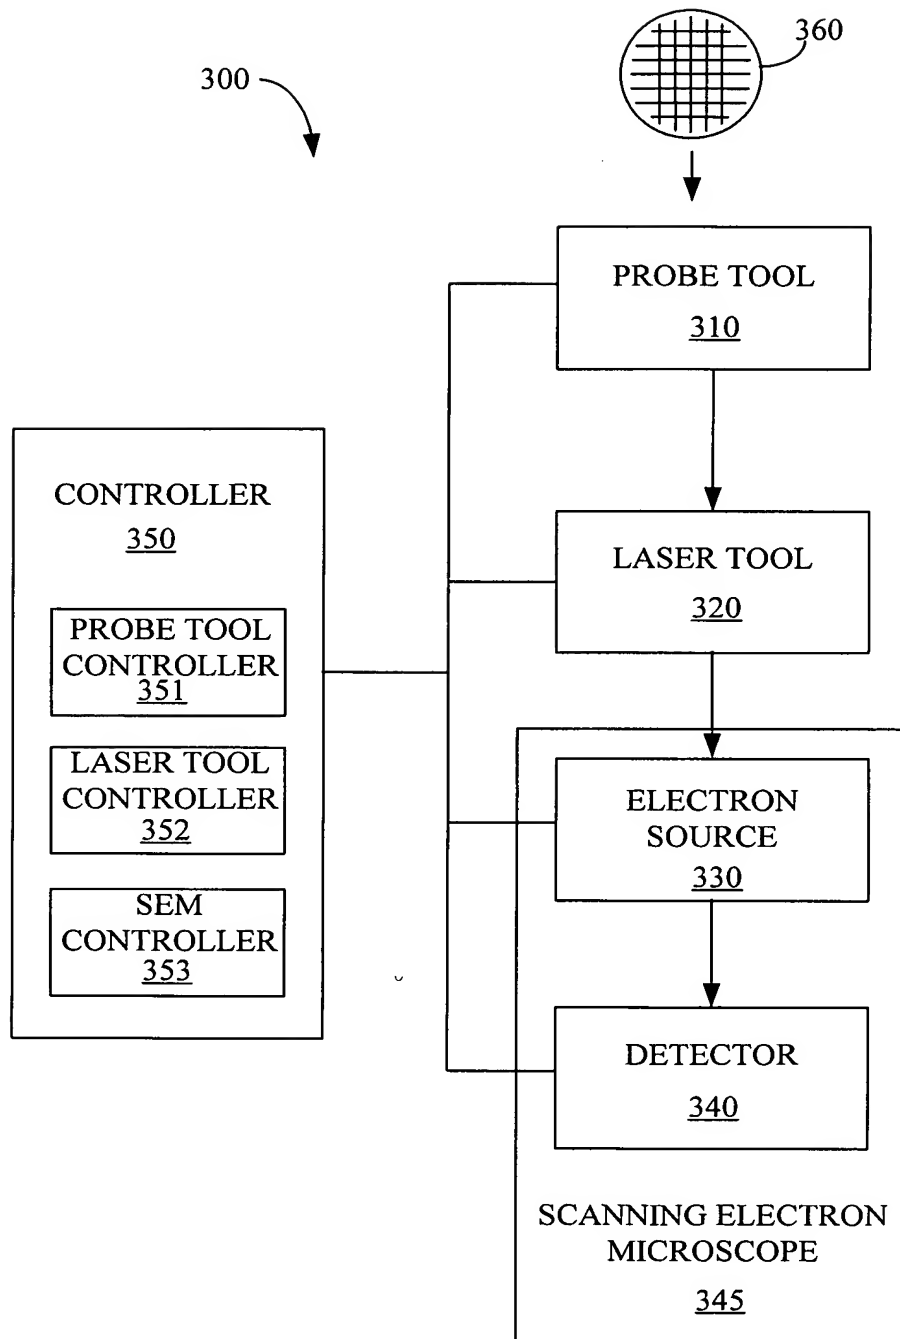 360
300
PROBE TOOL
310
CONTROLLER
350
LASER TOOL
320
PROBE TOOL
CONTROLLER
351
LASER TOOL
CONTROLLER
352
SEM
CONTROLLER
353
ELECTRON
SOURCE
330
DETECTOR
340
SCANNING ELECTRON
MICROSCOPE
345